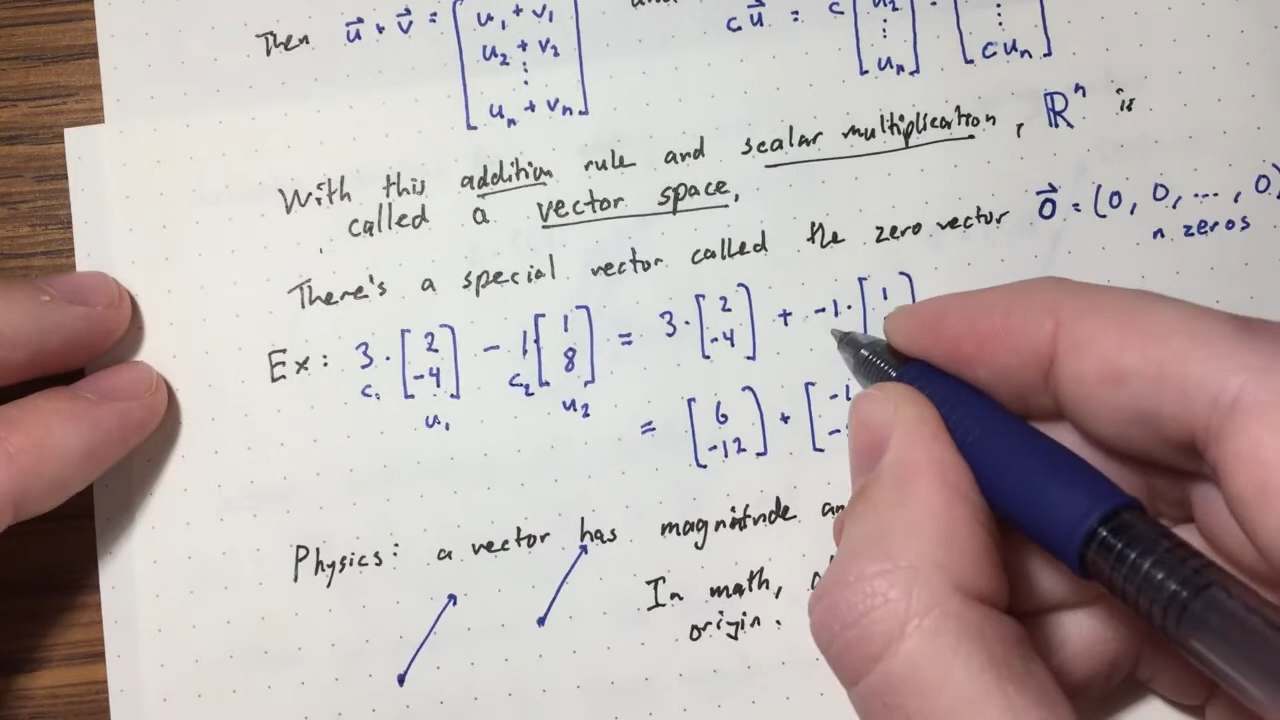 Then u⃗ + v⃗ = [u₁ + v₁ u₂ + v₂ ⋮ uₙ + vₙ] and c u⃗ = c [u₂ ⋮ uₙ] = [⋮ c uₙ]
With this addition rule and scalar multiplication, ℝⁿ is
called a vector space.
There's a special vector called the zero vector 0⃗ = (0, 0, ..., 0)
n zeros
Ex: 3 · [2 -4] - 1 [1 8] = 3 · [2 -4] + -1 · [1
c₁ u₁ c₂ u₂
= [6 -12] + [-1
Physics: a vector has magnitude
In math,
origin.